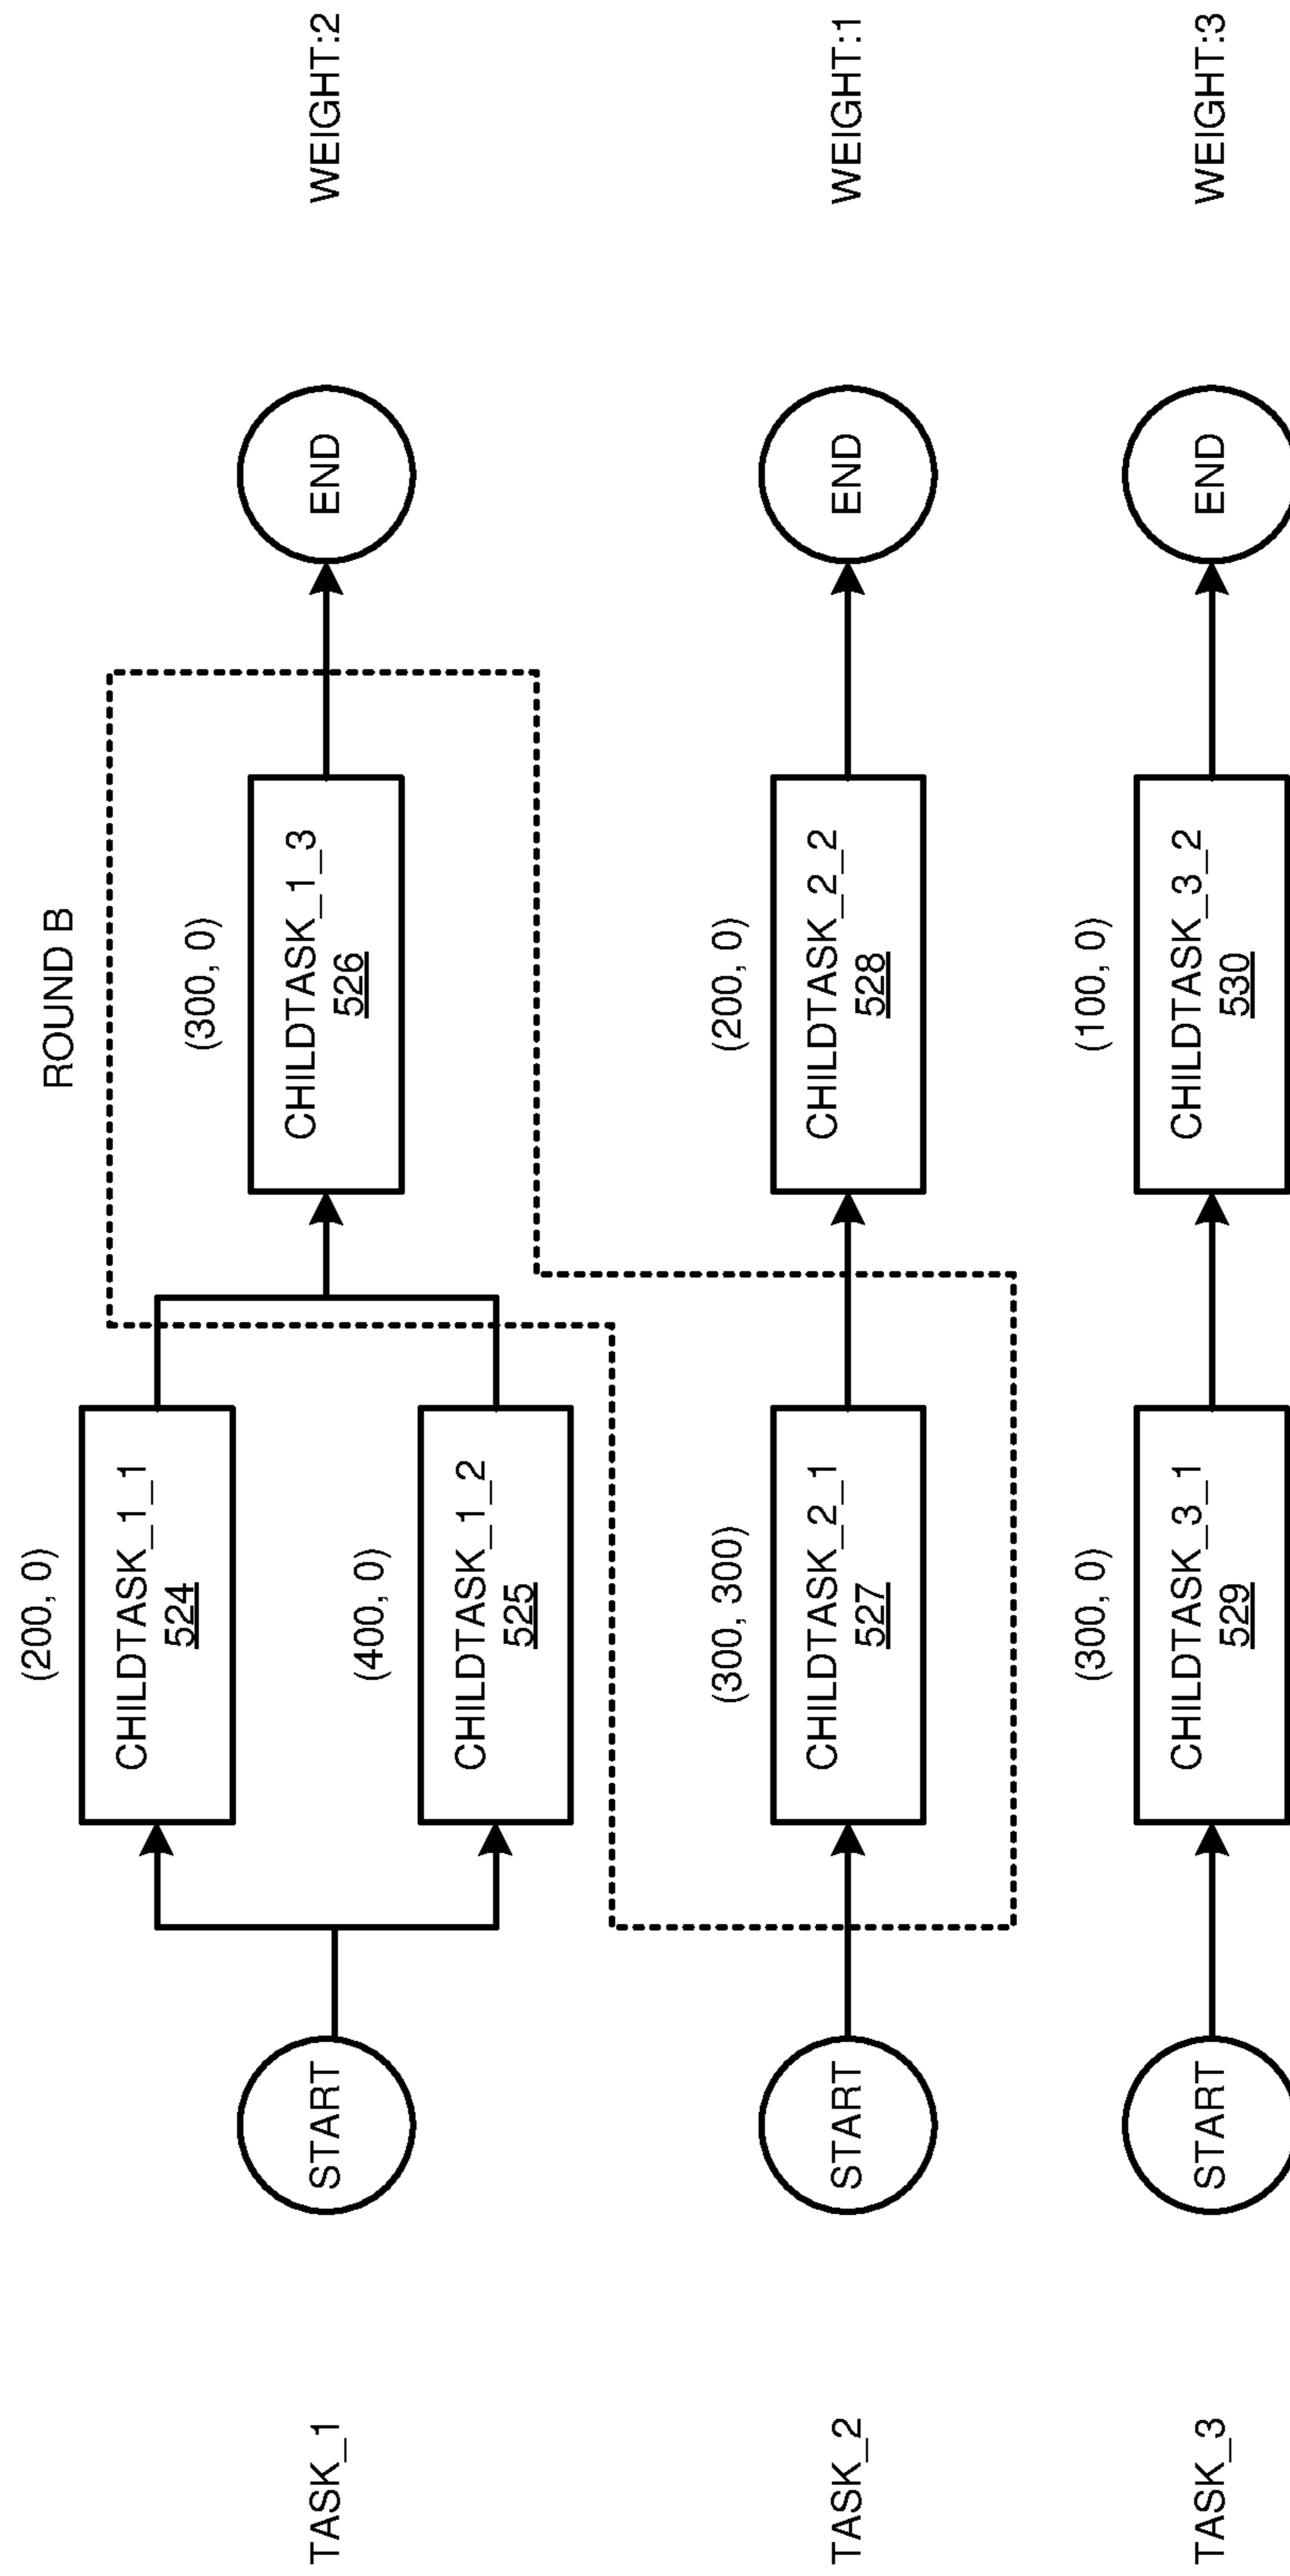 ROUND B
TASK_1
START
(200, 0)
CHILDTASK_1_1
524
(400, 0)
CHILDTASK_1_2
525
(300, 0)
CHILDTASK_1_3
526
END
WEIGHT:2
TASK_2
START
(300, 300)
CHILDTASK_2_1
527
(200, 0)
CHILDTASK_2_2
528
END
WEIGHT:1
TASK_3
START
(300, 0)
CHILDTASK_3_1
529
(100, 0)
CHILDTASK_3_2
530
END
WEIGHT:3